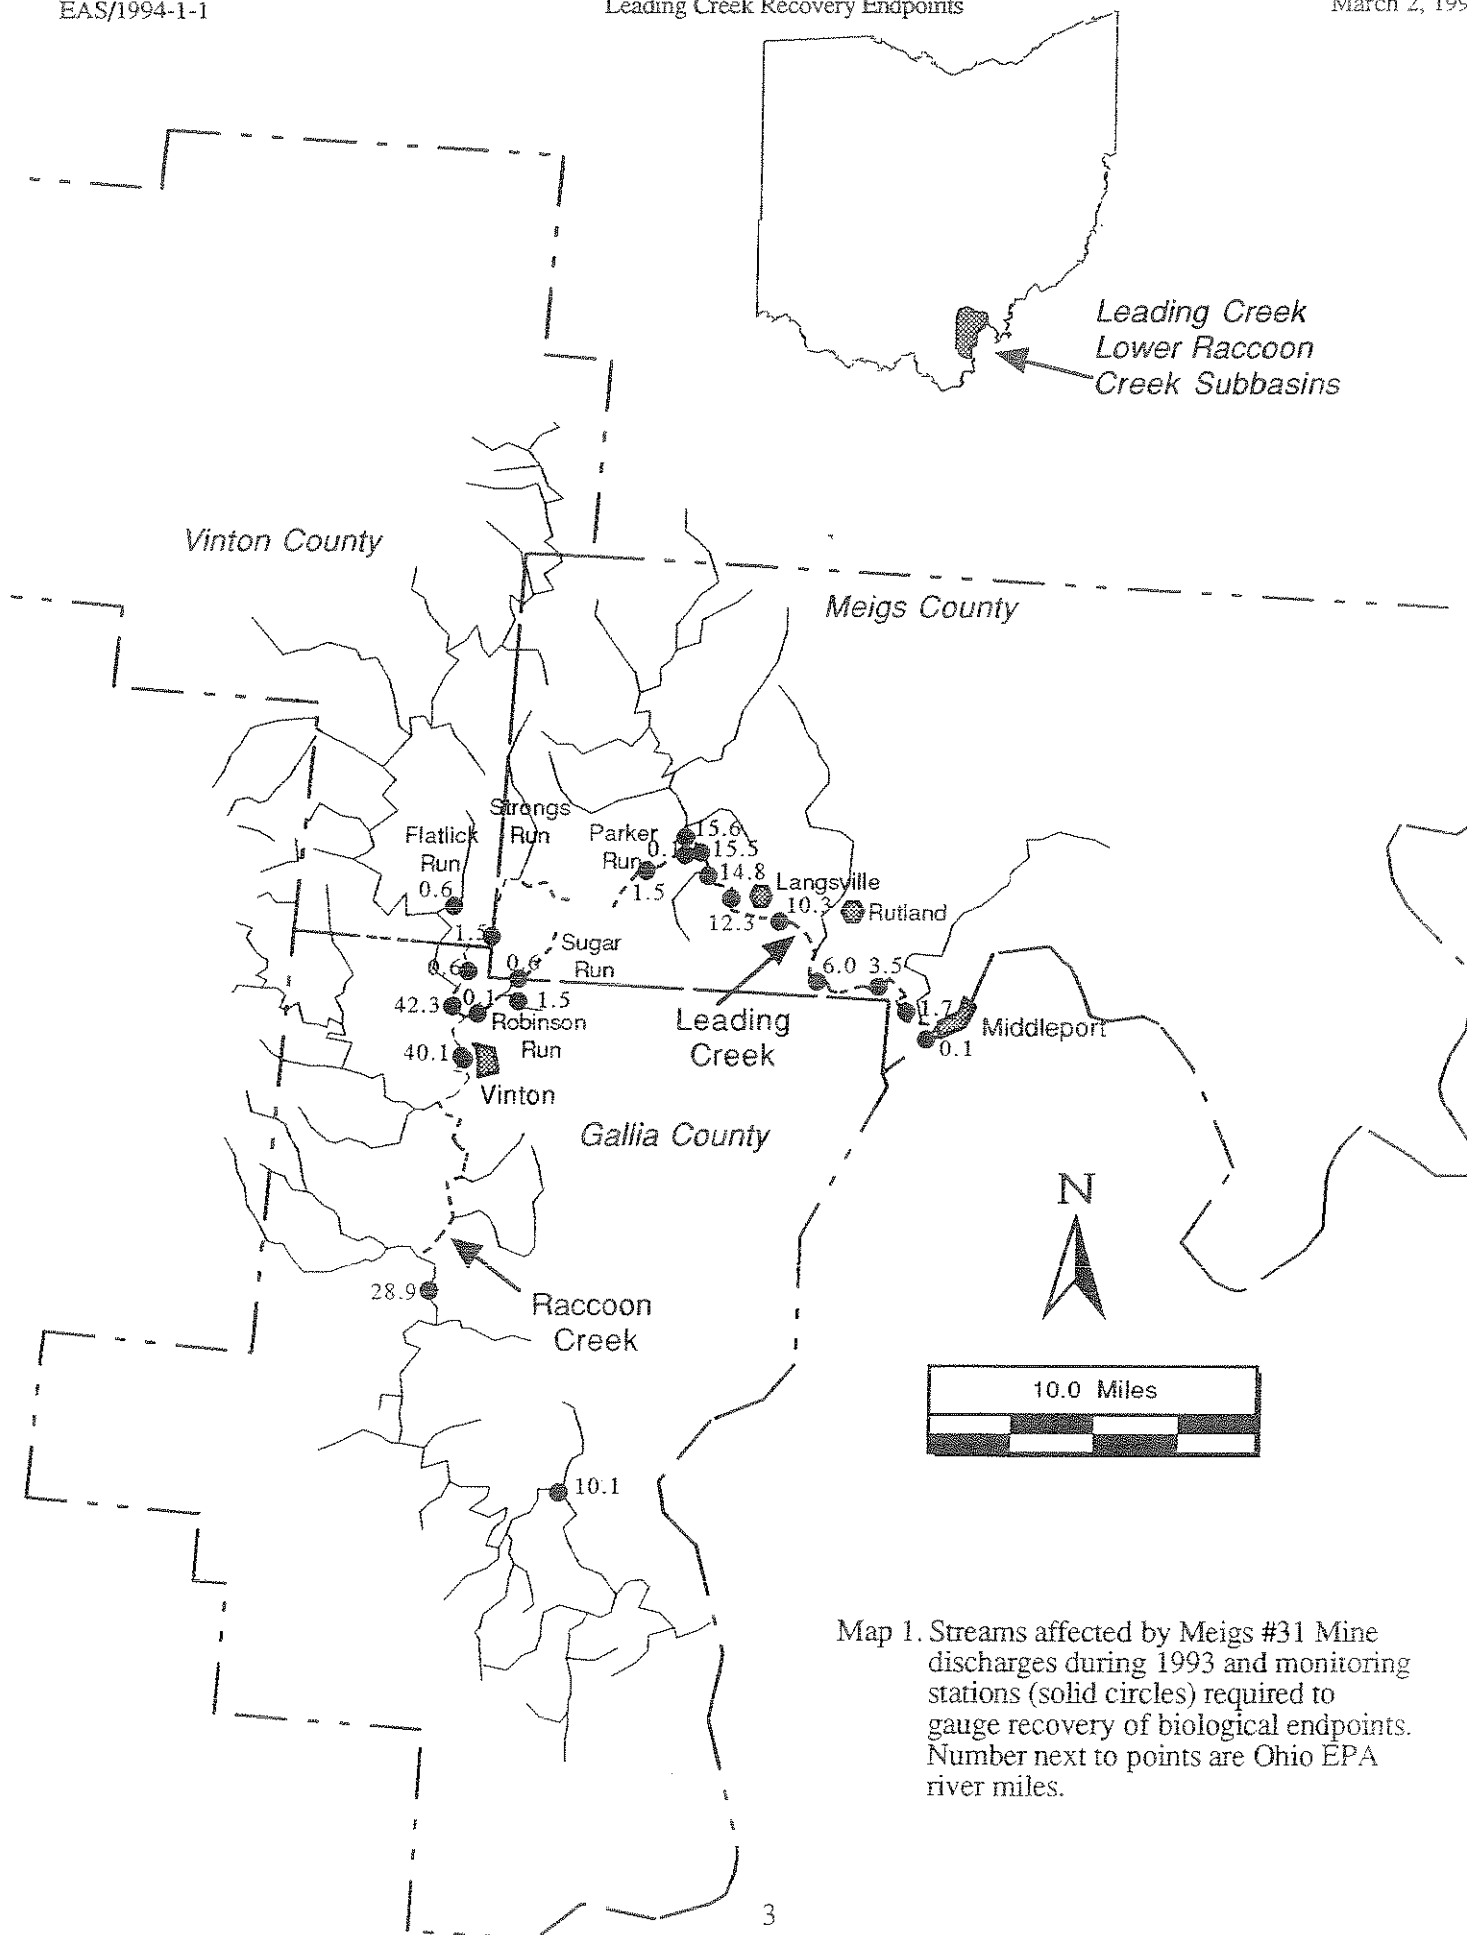 EAS/1994-1-1
Leading Creek Recovery Endpoints
March 2, 199
Leading Creek
Lower Raccoon
Creek Subbasins
Vinton County
Meigs County
Strongs
Run
Flatlick
Run
0.6
Parker
Run
0.1
15.6
15.5
14.8
1.5
Langsville
10.3
12.3
Rutland
1.5
Sugar
Run
0.6
0.6
6.0
3.5
42.3
0.1
1.5
Robinson
Run
1.7
Middleport
0.1
Leading
Creek
40.1
Vinton
Gallia County
N
28.9
Raccoon
Creek
10.0 Miles
10.1
Map 1. Streams affected by Meigs #31 Mine
discharges during 1993 and monitoring
stations (solid circles) required to
gauge recovery of biological endpoints.
Number next to points are Ohio EPA
river miles.
3